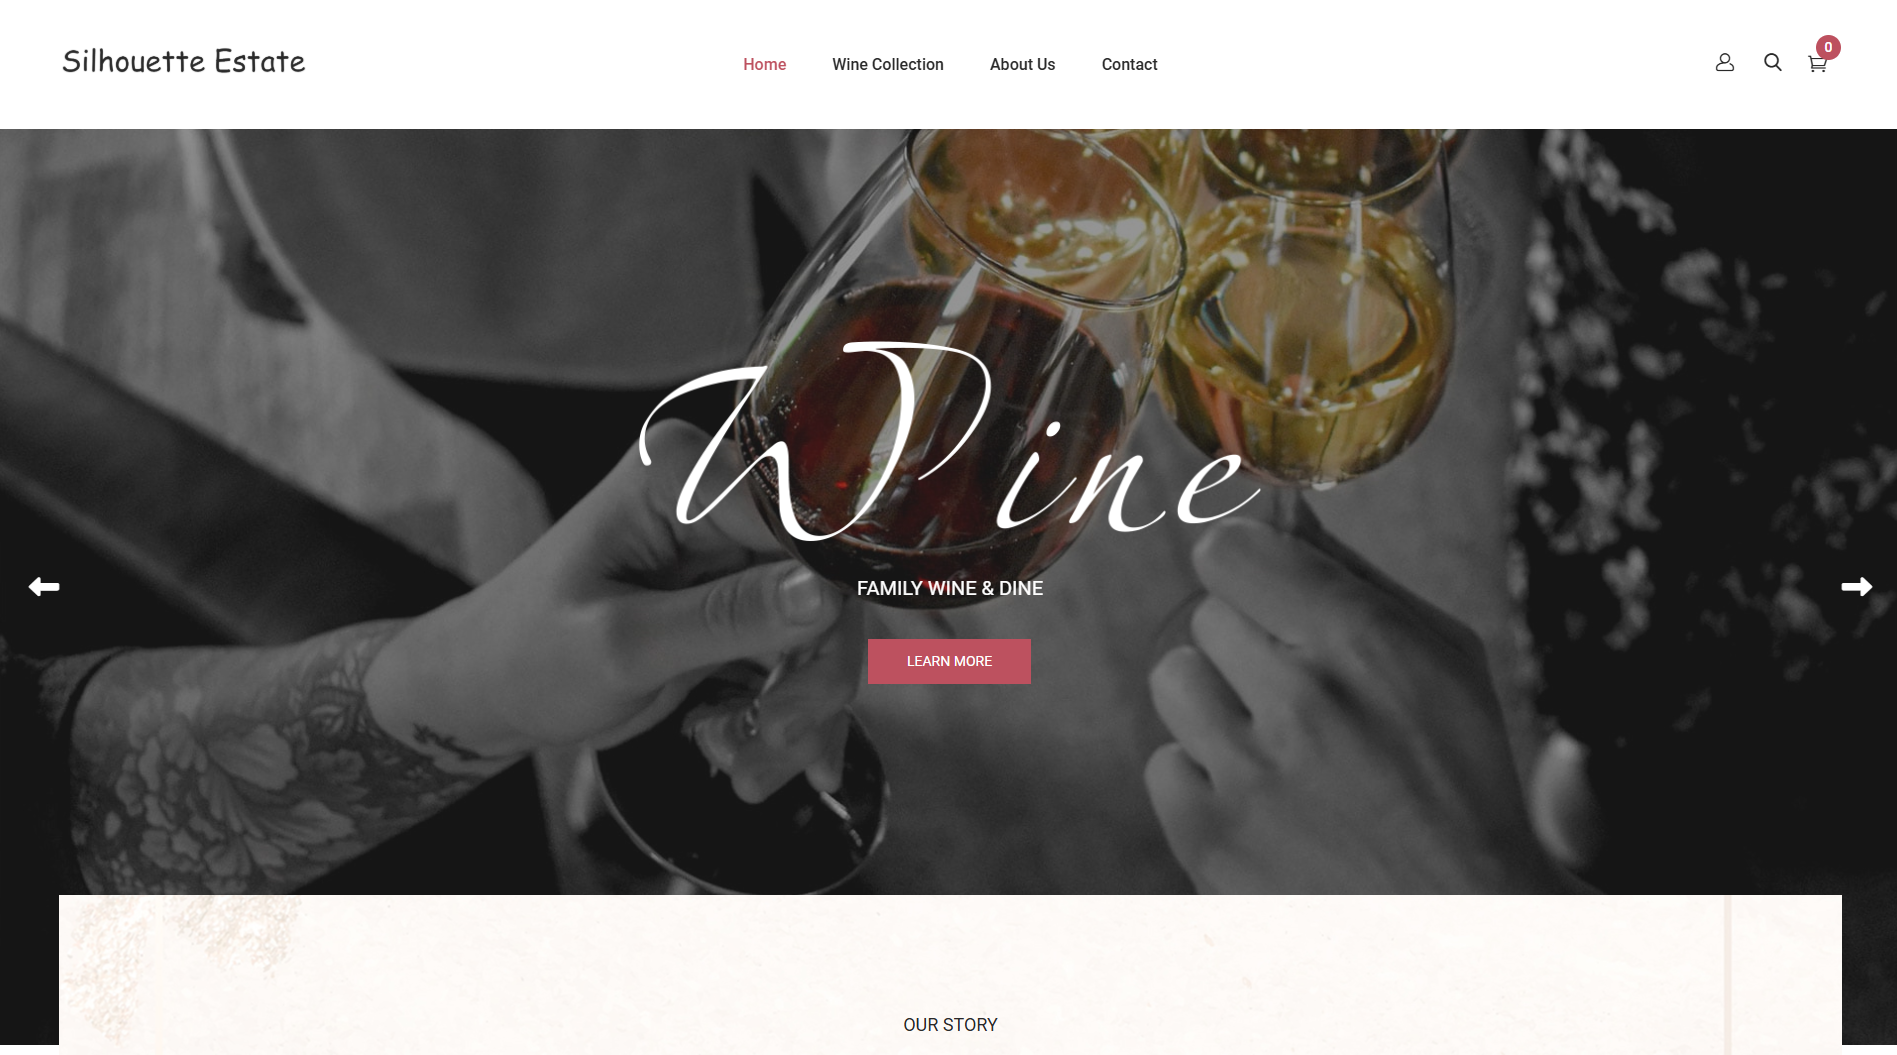 Silhouette Estate
Home Wine Collection About Us Contact
0
Wine
FAMILY WINE & DINE
LEARN MORE
OUR STORY